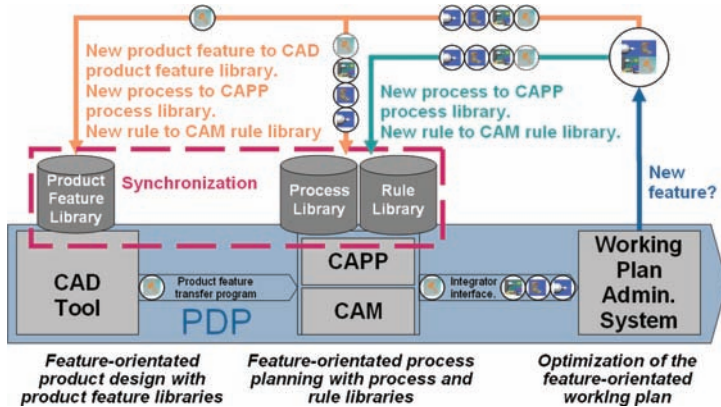 New product feature to CAD
product feature library.
New process to CAPP
process library.
New rule to CAM rule library
New process to CAPP
process library.
New rule to CAM rule library.
New
feature?
Product
Feature
Library
Synchronization
Process
Library
Rule
Library
CAD
Tool
Product feature
transfer program
PDP
CAPP
CAM
Integrator
interface.
Working
Plan
Admin.
System
Feature-orientated
product design with
product feature libraries
Feature-orientated process
planning with process and
rule libraries
Optimization of the
feature-orientated
working plan